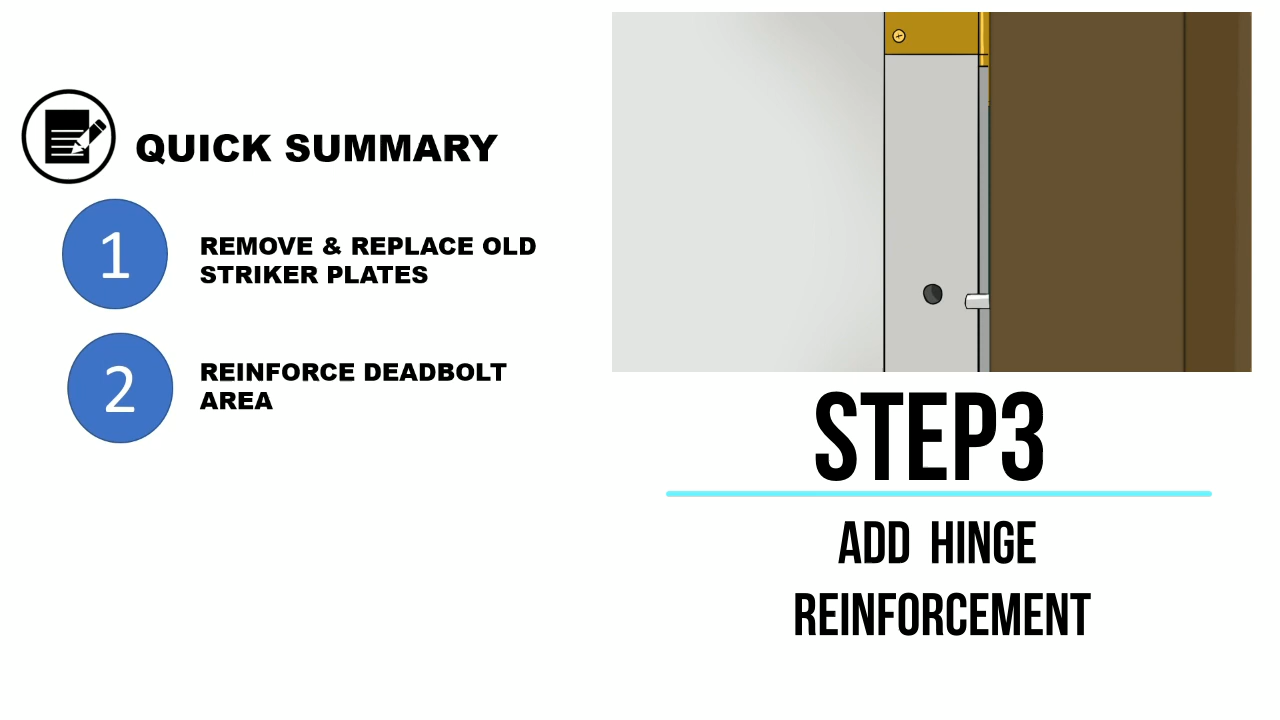 QUICK SUMMARY
1
REMOVE & REPLACE OLD
STRIKER PLATES
2
REINFORCE DEADBOLT
AREA
STEP3
ADD HINGE
REINFORCEMENT